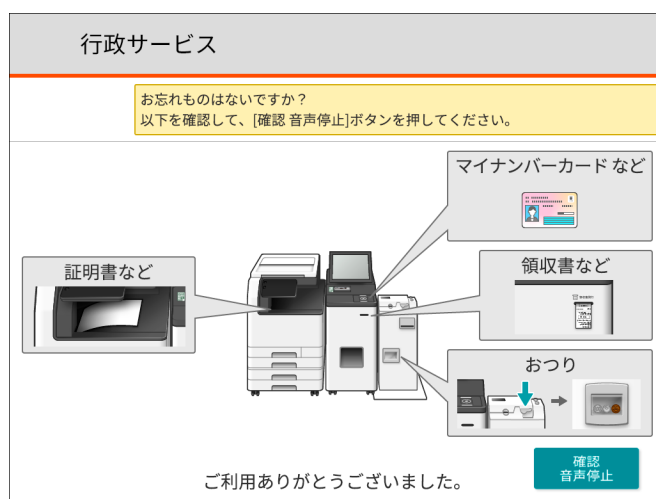 行政サービス
お忘れものはないですか？
以下を確認して、[確認 音声停止]ボタンを押してください。
マイナンバーカード など
証明書など
領収書など
おつり
ご利用ありがとうございました。
確認
音声停止